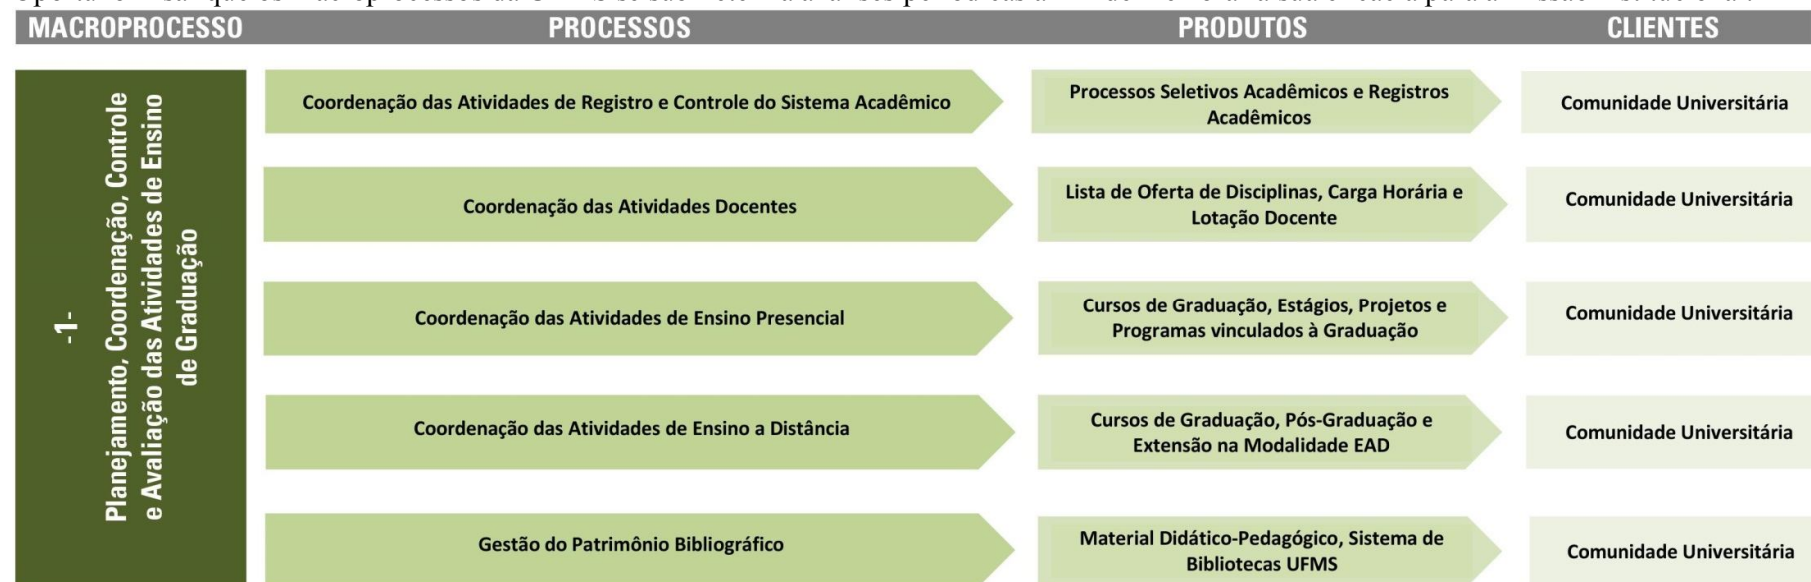 MACROPROCESSO PROCESSOS PRODUTOS CLIENTES
-1-
Planejamento, Coordenação, Controle
e Avaliação das Atividades de Ensino
de Graduação
Coordenação das Atividades de Registro e Controle do Sistema Acadêmico
Processos Seletivos Acadêmicos e Registros
Acadêmicos
Comunidade Universitária
Coordenação das Atividades Docentes
Lista de Oferta de Disciplinas, Carga Horária e
Lotação Docente
Comunidade Universitária
Coordenação das Atividades de Ensino Presencial
Cursos de Graduação, Estágios, Projetos e
Programas vinculados à Graduação
Comunidade Universitária
Coordenação das Atividades de Ensino a Distância
Cursos de Graduação, Pós-Graduação e
Extensão na Modalidade EAD
Comunidade Universitária
Gestão do Patrimônio Bibliográfico
Material Didático-Pedagógico, Sistema de
Bibliotecas UFMS
Comunidade Universitária